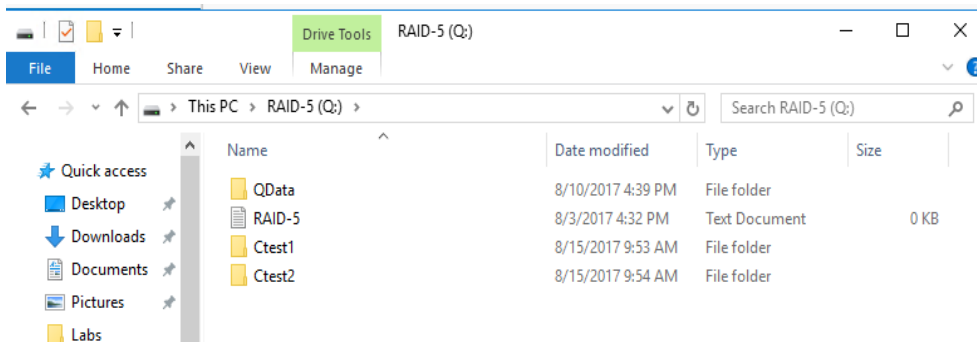 Drive Tools RAID-5 (Q:)
File Home Share View Manage
This PC > RAID-5 (Q:) > Search RAID-5 (Q:)
Name Date modified Type Size
Quick access
QData 8/10/2017 4:39 PM File folder
Desktop
RAID-5 8/3/2017 4:32 PM Text Document 0 KB
Downloads
Ctest1 8/15/2017 9:53 AM File folder
Documents
Ctest2 8/15/2017 9:54 AM File folder
Pictures
Labs